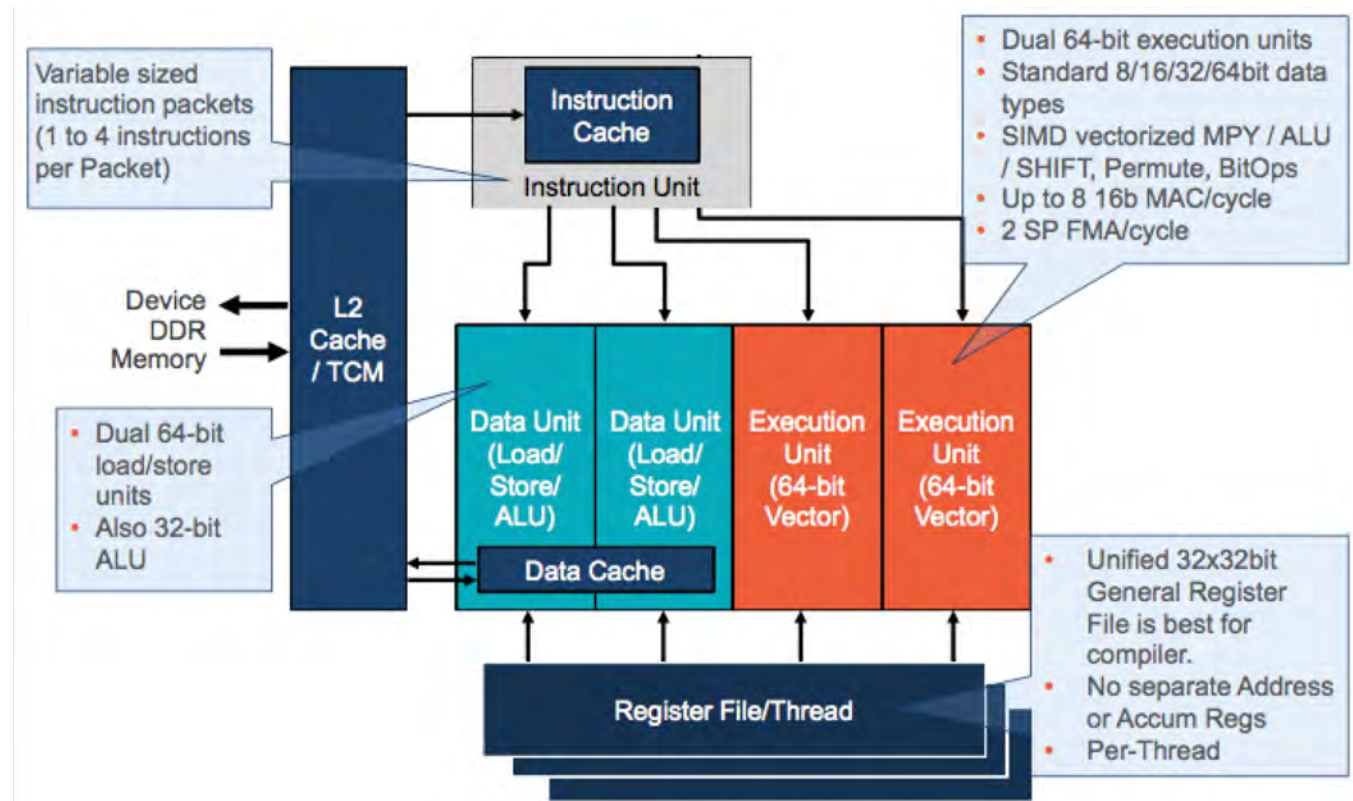 Variable sized
instruction packets
(1 to 4 instructions
per Packet)
Instruction
Cache
Instruction Unit
• Dual 64-bit execution units
• Standard 8/16/32/64bit data
types
• SIMD vectorized MPY / ALU
/ SHIFT, Permute, BitOps
• Up to 8 16b MAC/cycle
• 2 SP FMA/cycle
Device
DDR
Memory
L2
Cache
/ TCM
• Dual 64-bit
load/store
units
• Also 32-bit
ALU
Data Unit
(Load/
Store/
ALU)
Data Unit
(Load/
Store/
ALU)
Execution
Unit
(64-bit
Vector)
Execution
Unit
(64-bit
Vector)
Data Cache
Register File/Thread
• Unified 32x32bit
General Register
File is best for
compiler.
• No separate Address
or Accum Regs
• Per-Thread